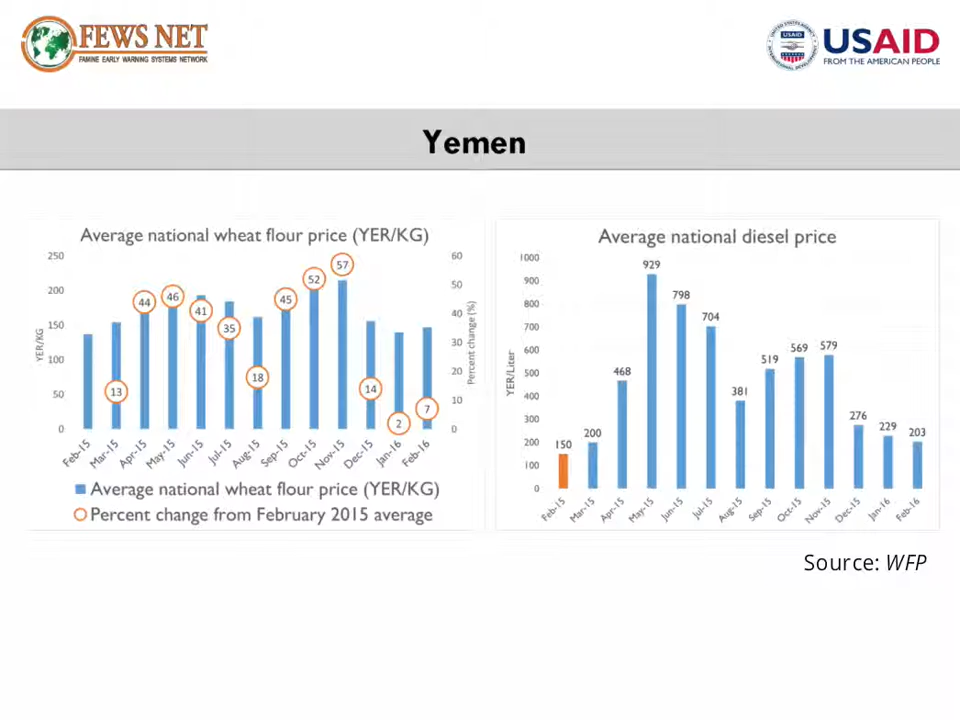 FEWS NET
FAMINE EARLY WARNING SYSTEMS NETWORK
USAID
FROM THE AMERICAN PEOPLE
Yemen
Average national wheat flour price (YER/KG)
250
200
150
100
50
0
YER/KG
60
50
40
30
20
10
0
Percent change (%)
13
44
46
41
35
18
45
52
57
14
2
7
Feb-15
Mar-15
Apr-15
May-15
Jun-15
Jul-15
Aug-15
Sep-15
Oct-15
Nov-15
Dec-15
Jan-16
Feb-16
Average national wheat flour price (YER/KG)
Percent change from February 2015 average
Average national diesel price
1000
900
800
700
600
500
400
300
200
100
0
YER/Liter
150
200
468
929
798
704
381
519
569
579
276
229
203
Feb-15
Mar-15
Apr-15
May-15
Jun-15
Jul-15
Aug-15
Sep-15
Oct-15
Nov-15
Dec-15
Jan-16
Feb-16
Source: WFP